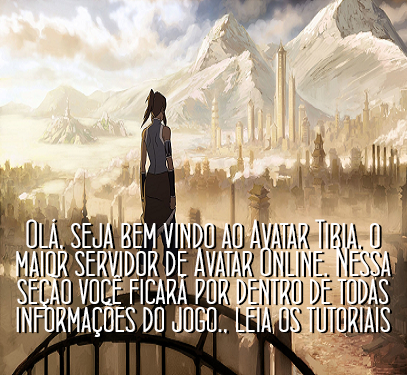 Olá, seja bem vindo ao Avatar Tibia, o
maior servidor de Avatar Online. Nessa
seção você ficará por dentro de todas
informações do jogo., leia os tutoriais